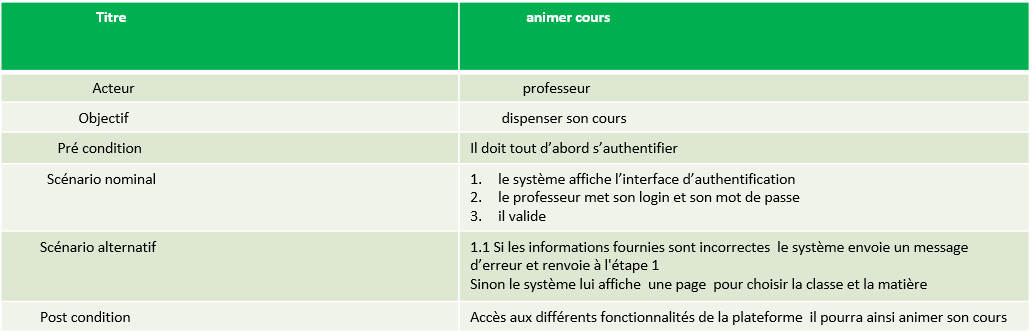 Titre animer cours
Acteur professeur
Objectif dispenser son cours
Pré condition Il doit tout d’abord s’authentifier
Scénario nominal 1. le système affiche l’interface d’authentification
2. le professeur met son login et son mot de passe
3. il valide
Scénario alternatif 1.1 Si les informations fournies sont incorrectes le système envoie un message
d’erreur et renvoie à l'étape 1
Sinon le système lui affiche une page pour choisir la classe et la matière
Post condition Accès aux différents fonctionnalités de la plateforme il pourra ainsi animer son cours